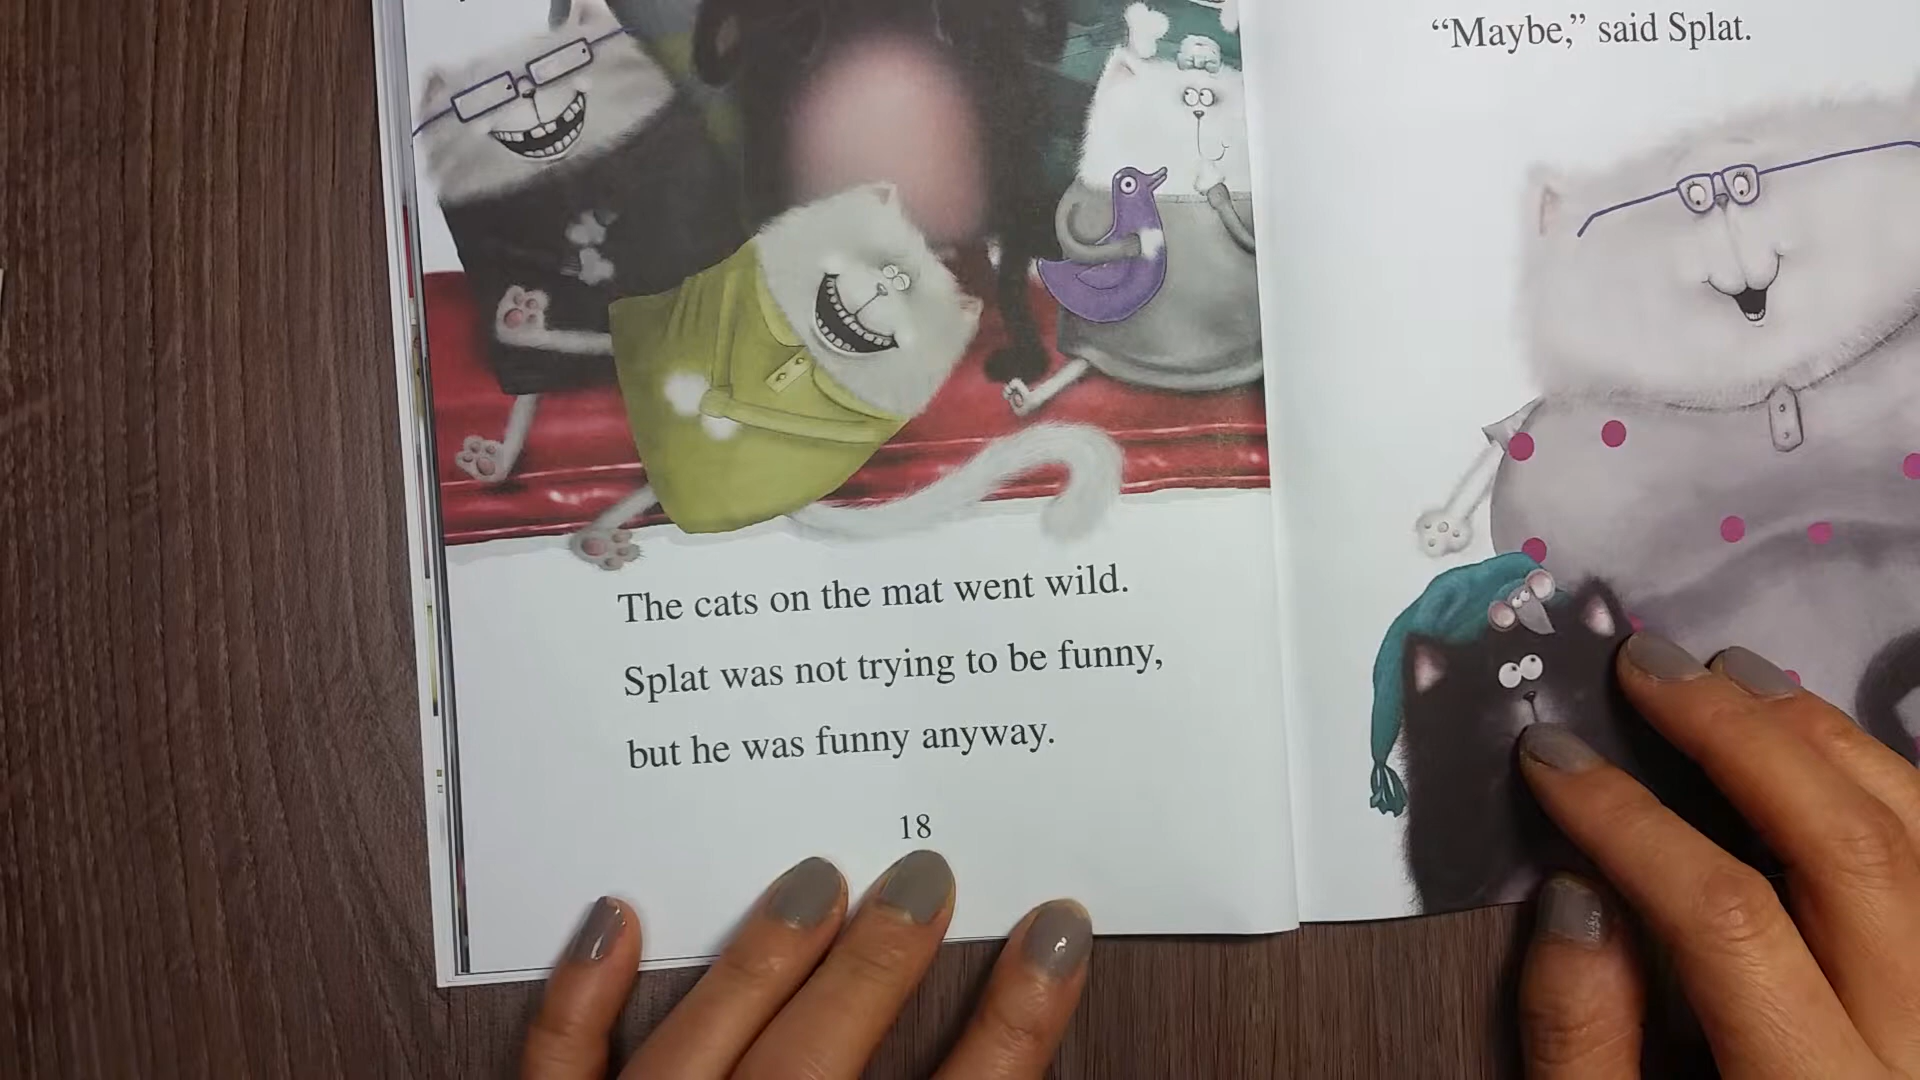 The cats on the mat went wild.
Splat was not trying to be funny,
but he was funny anyway.
18
“Maybe,” said Splat.